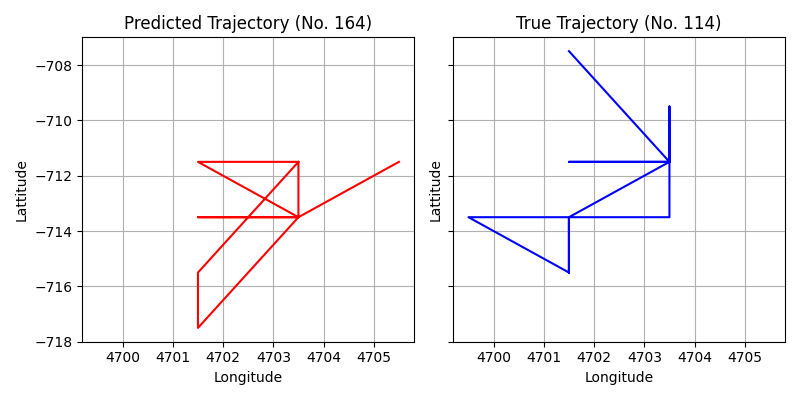 Predicted Trajectory (No. 164)
True Trajectory (No. 114)
Lattitude
−708
−710
−712
−714
−716
−718
4700 4701 4702 4703 4704 4705
Longitude
Lattitude
4700 4701 4702 4703 4704 4705
Longitude